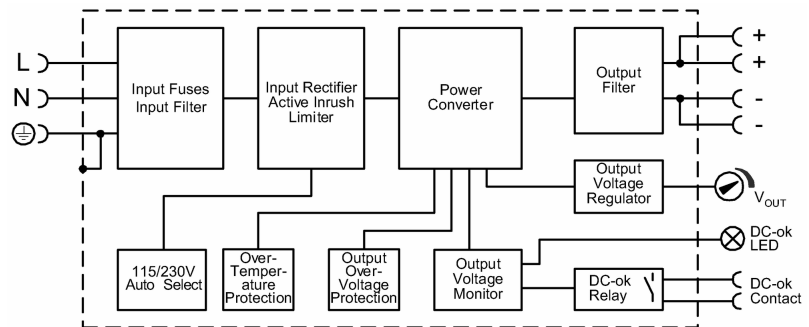 L
N
Input Fuses
Input Filter
Input Rectifier
Active Inrush
Limiter
Power
Converter
Output
Filter
+
+
-
-
Output
Voltage
Regulator
VOUT
115/230V
Auto Select
Over-
Temper-
ature
Protection
Output
Over-
Voltage
Protection
Output
Voltage
Monitor
DC-ok
LED
DC-ok
Relay
DC-ok
Contact